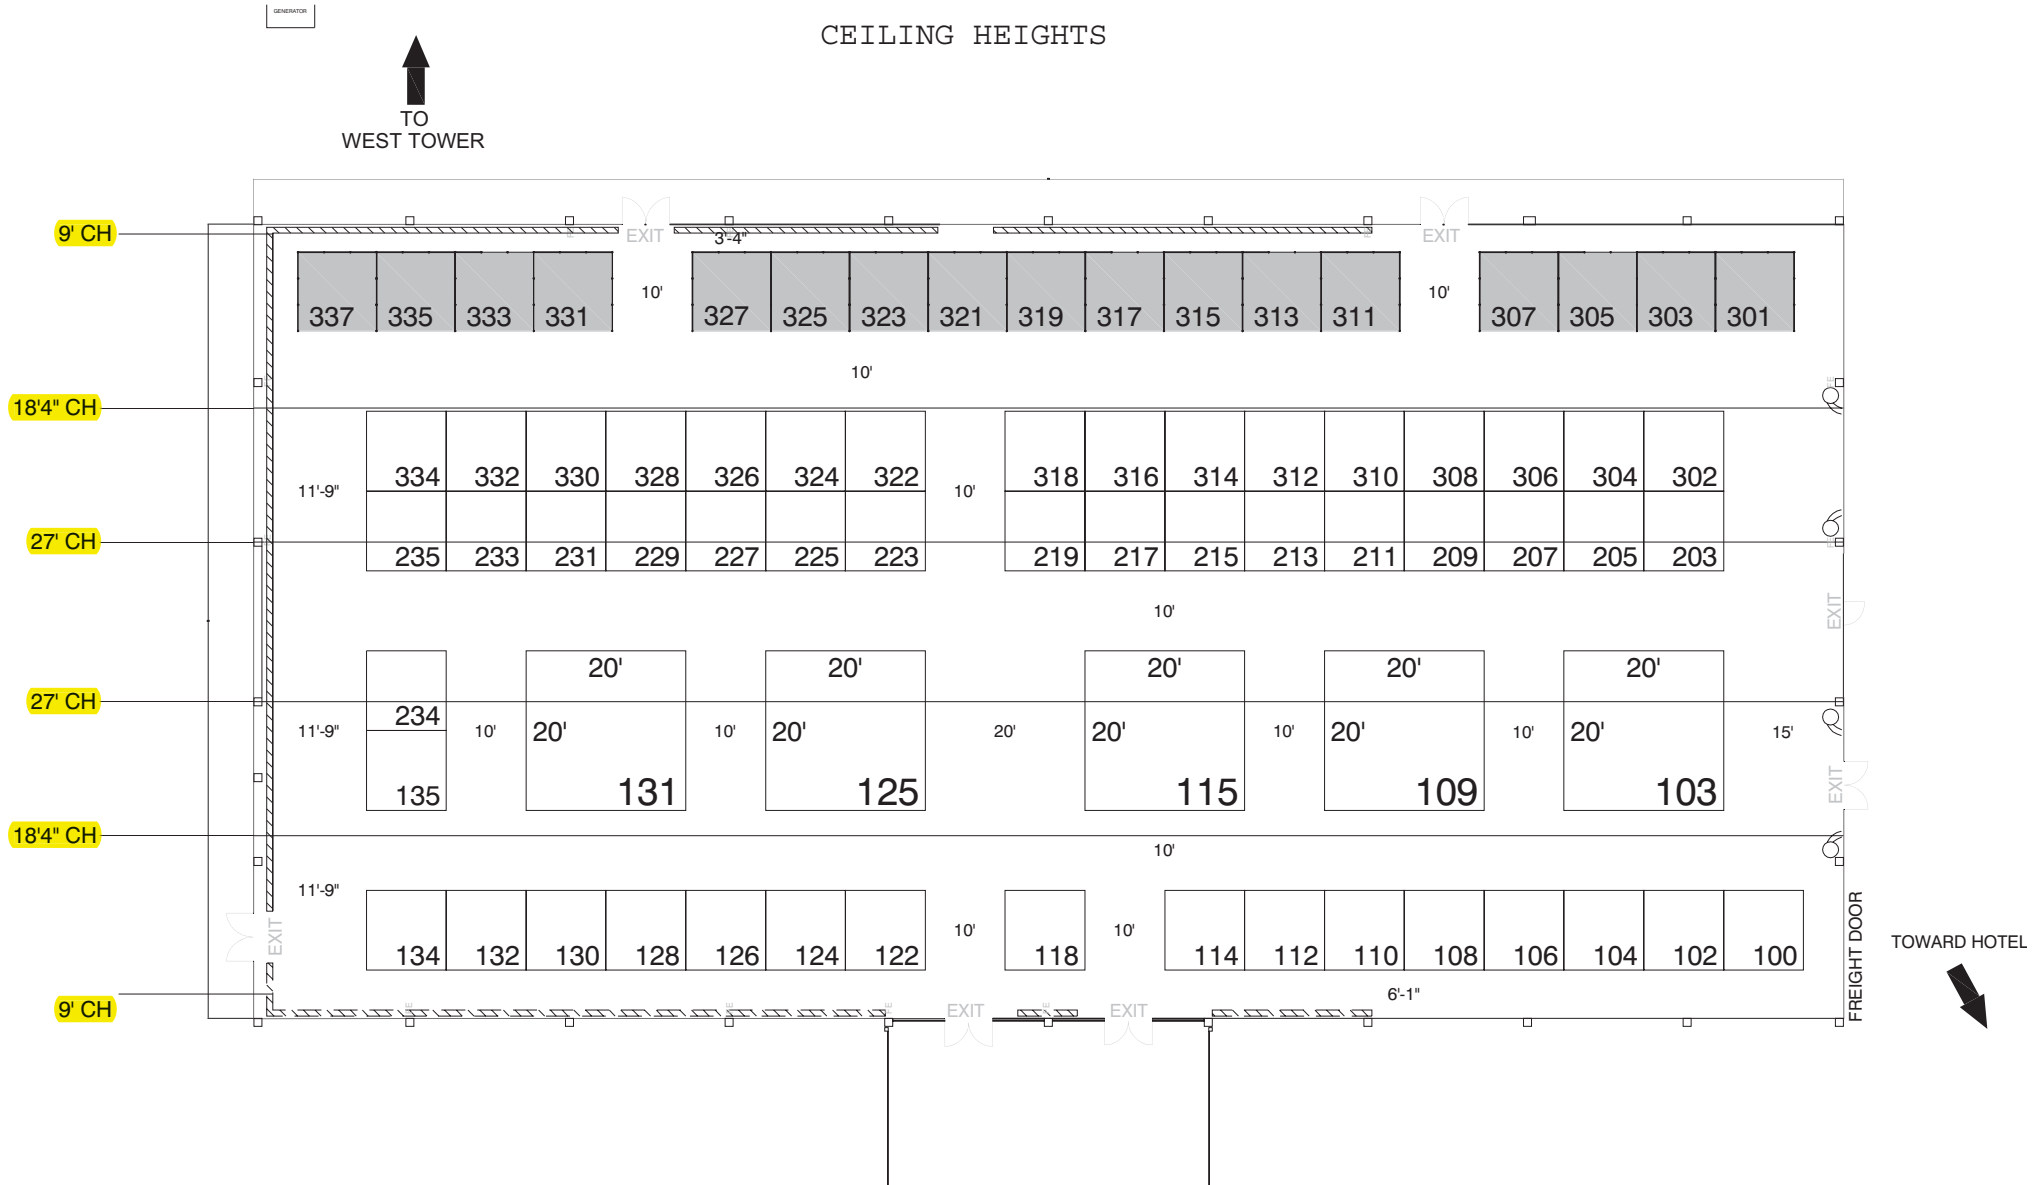 GENERATOR
CEILING HEIGHTS
TO
WEST TOWER
9' CH
EXIT
3'-4"
EXIT
337 335 333 331 10' 327 325 323 321 319 317 315 313 311 10' 307 305 303 301
10'
18'4" CH
334 332 330 328 326 324 322 318 316 314 312 310 308 306 304 302
11'-9" 10'
27' CH
235 233 231 229 227 225 223 219 217 215 213 211 209 207 205 203
10'
EXIT
20' 20' 20' 20' 20'
27' CH
234
11'-9" 10' 20' 10' 20' 20' 20' 10' 20' 10' 20' 15'
135 131 125 115 109 103
EXIT
18'4" CH
10'
11'-9"
EXIT
10' 10'
134 132 130 128 126 124 122 118 114 112 110 108 106 104 102 100
FREIGHT DOOR
TOWARD HOTEL
6'-1"
9' CH
EXIT EXIT